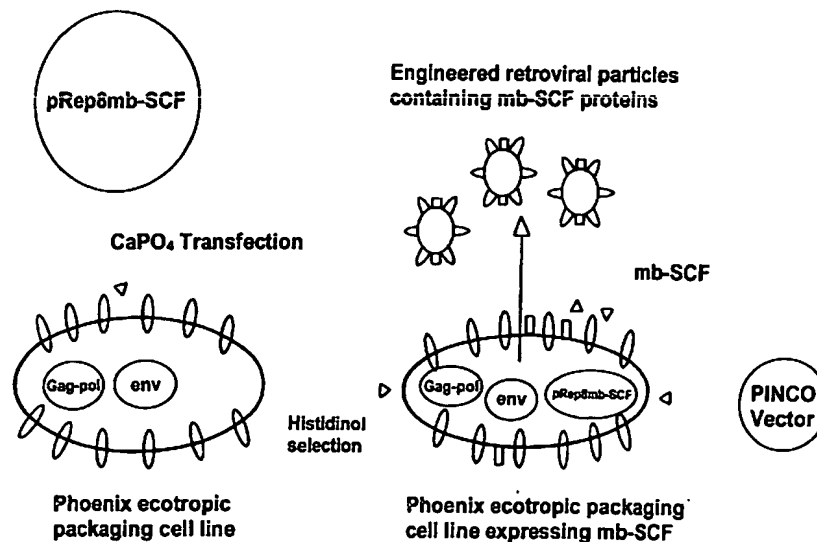 pRep8mb-SCF
Engineered retroviral particles
containing mb-SCF proteins
CaPO₄ Transfection
mb-SCF
Gag-pol
env
Gag-pol
env
pRep8mb-SCF
PINCO
Vector
Histidinol
selection
Phoenix ecotropic
packaging cell line
Phoenix ecotropic packaging
cell line expressing mb-SCF